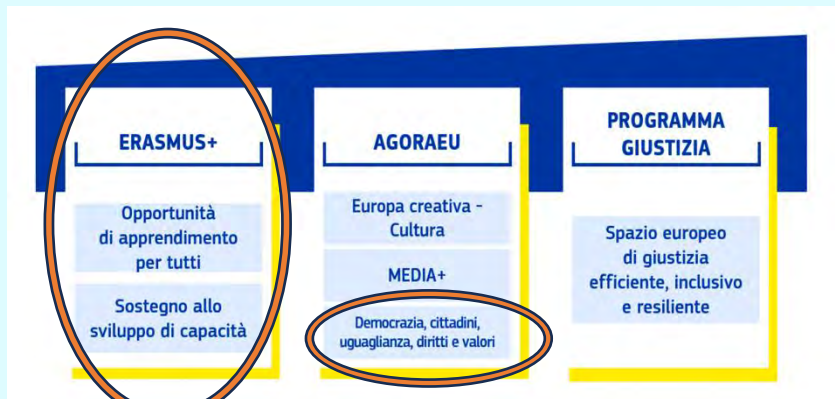 ERASMUS+
Opportunità
di apprendimento
per tutti
Sostegno allo
sviluppo di capacità
AGORAEU
Europa creativa -
Cultura
MEDIA+
Democrazia, cittadini,
uguaglianza, diritti e valori
PROGRAMMA
GIUSTIZIA
Spazio europeo
di giustizia
efficiente, inclusivo
e resiliente